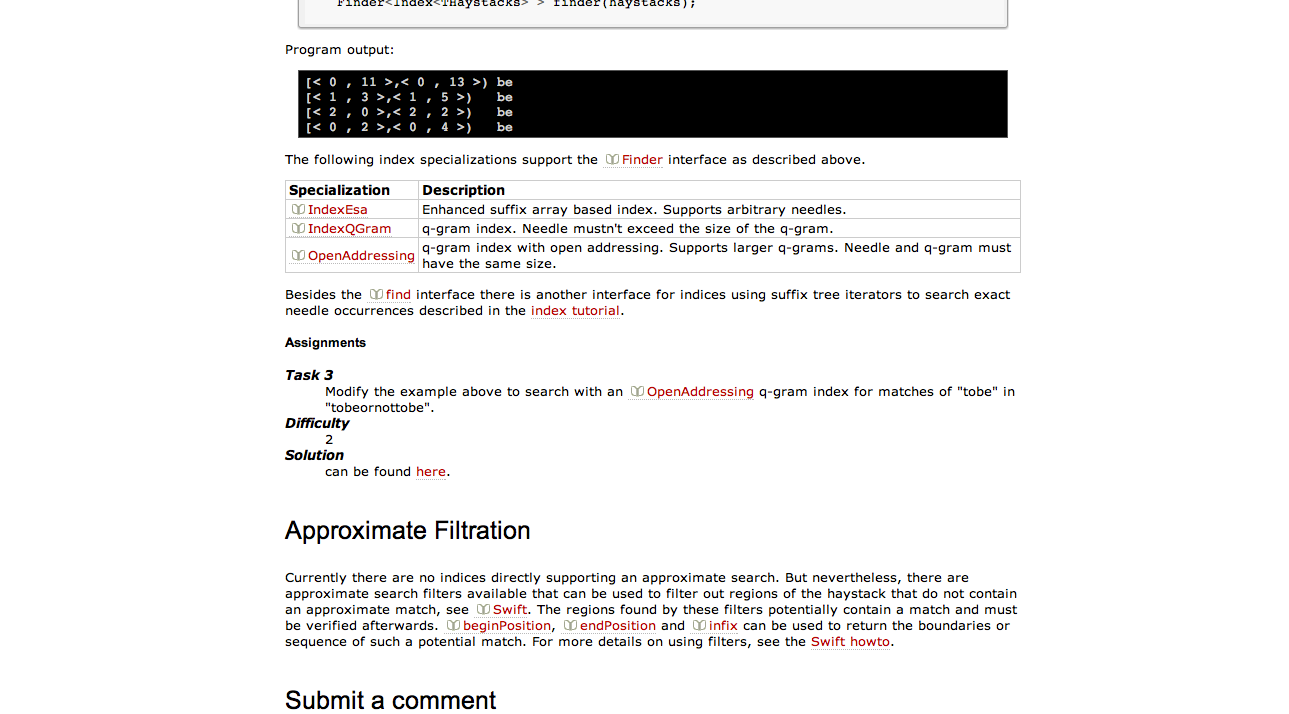 Finder<Index<THaystacks> > finder(haystacks);
Program output:
[< 0 , 11 >,< 0 , 13 >) be
[< 1 , 3 >,< 1 , 5 >)   be
[< 2 , 0 >,< 2 , 2 >)   be
[< 0 , 2 >,< 0 , 4 >)   be
The following index specializations support the Finder interface as described above.
Specialization Description
IndexEsa Enhanced suffix array based index. Supports arbitrary needles.
IndexQGram q-gram index. Needle mustn't exceed the size of the q-gram.
OpenAddressing q-gram index with open addressing. Supports larger q-grams. Needle and q-gram must
have the same size.
Besides the find interface there is another interface for indices using suffix tree iterators to search exact
needle occurrences described in the index tutorial.
Assignments
Task 3
Modify the example above to search with an OpenAddressing q-gram index for matches of "tobe" in
"tobeornottobe".
Difficulty
2
Solution
can be found here.
Approximate Filtration
Currently there are no indices directly supporting an approximate search. But nevertheless, there are
approximate search filters available that can be used to filter out regions of the haystack that do not contain
an approximate match, see Swift. The regions found by these filters potentially contain a match and must
be verified afterwards. beginPosition, endPosition and infix can be used to return the boundaries or
sequence of such a potential match. For more details on using filters, see the Swift howto.
Submit a comment